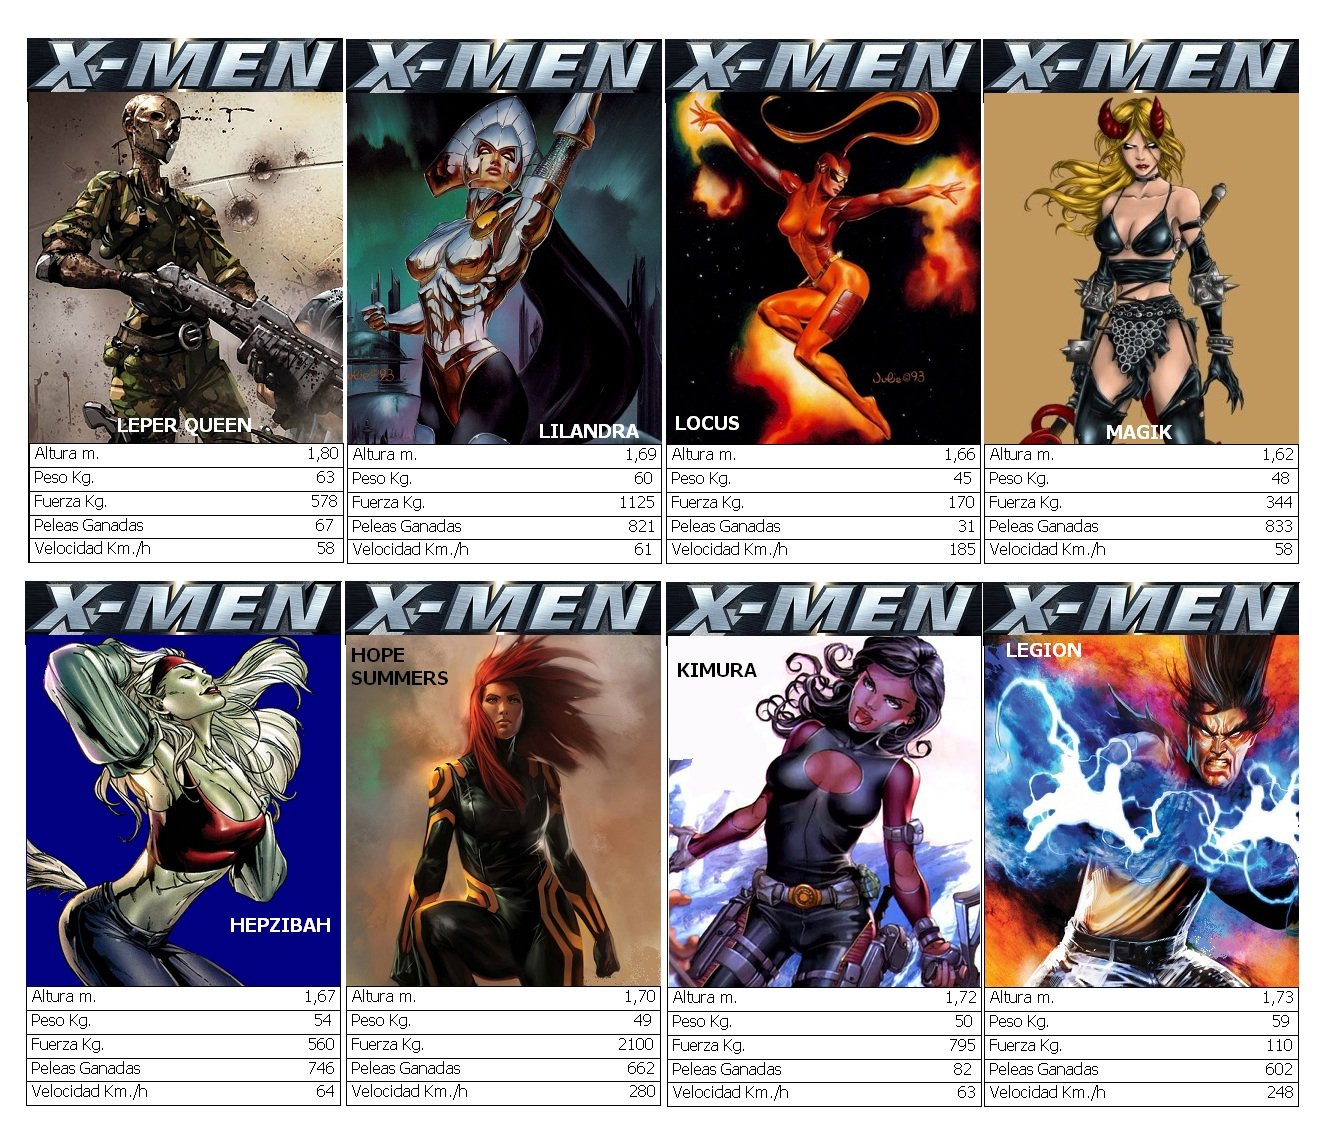 X-MEN
LEPER QUEEN
Altura m. 1,80
Peso Kg. 63
Fuerza Kg. 578
Peleas Ganadas 67
Velocidad Km./h 58
X-MEN
LILANDRA
Altura m. 1,69
Peso Kg. 60
Fuerza Kg. 1125
Peleas Ganadas 821
Velocidad Km./h 61
X-MEN
Julie©93
LOCUS
Altura m. 1,66
Peso Kg. 45
Fuerza Kg. 170
Peleas Ganadas 31
Velocidad Km./h 185
X-MEN
MAGIK
Altura m. 1,62
Peso Kg. 48
Fuerza Kg. 344
Peleas Ganadas 833
Velocidad Km./h 58
X-MEN
HEPZIBAH
Altura m. 1,67
Peso Kg. 54
Fuerza Kg. 560
Peleas Ganadas 746
Velocidad Km./h 64
X-MEN
HOPE
SUMMERS
Altura m. 1,70
Peso Kg. 49
Fuerza Kg. 2100
Peleas Ganadas 662
Velocidad Km./h 280
X-MEN
KIMURA
Altura m. 1,72
Peso Kg. 50
Fuerza Kg. 795
Peleas Ganadas 82
Velocidad Km./h 63
X-MEN
LEGION
Altura m. 1,73
Peso Kg. 59
Fuerza Kg. 110
Peleas Ganadas 602
Velocidad Km./h 248